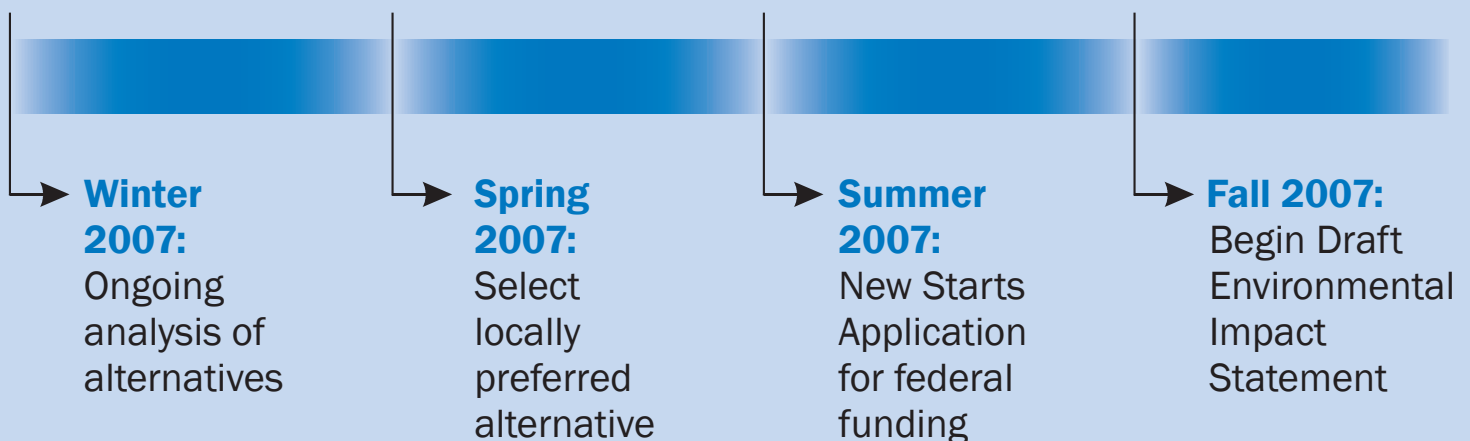 Winter
2007:
Ongoing
analysis of
alternatives
Spring
2007:
Select
locally
preferred
alternative
Summer
2007:
New Starts
Application
for federal
funding
Fall 2007:
Begin Draft
Environmental
Impact
Statement